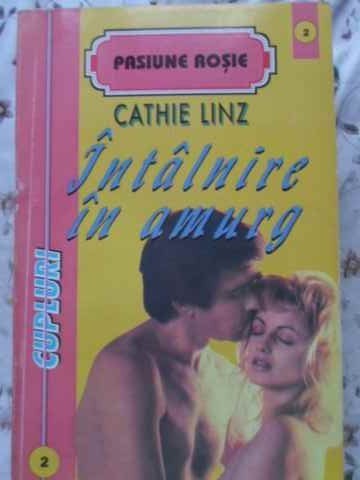 2
PASIUNE ROȘIE
CATHIE LINZ
Întâlnire
în amurg
CUPLURI
2